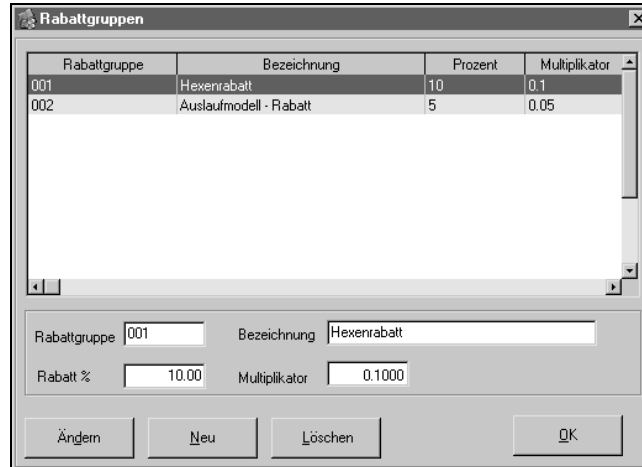 Rabattgruppen
Rabattgruppe Bezeichnung Prozent Multiplikator
001 Hexenrabatt 10 0.1
002 Auslaufmodell - Rabatt 5 0.05
Rabattgruppe 001 Bezeichnung Hexenrabatt
Rabatt % 10.00 Multiplikator 0.1000
Ändern Neu Löschen OK